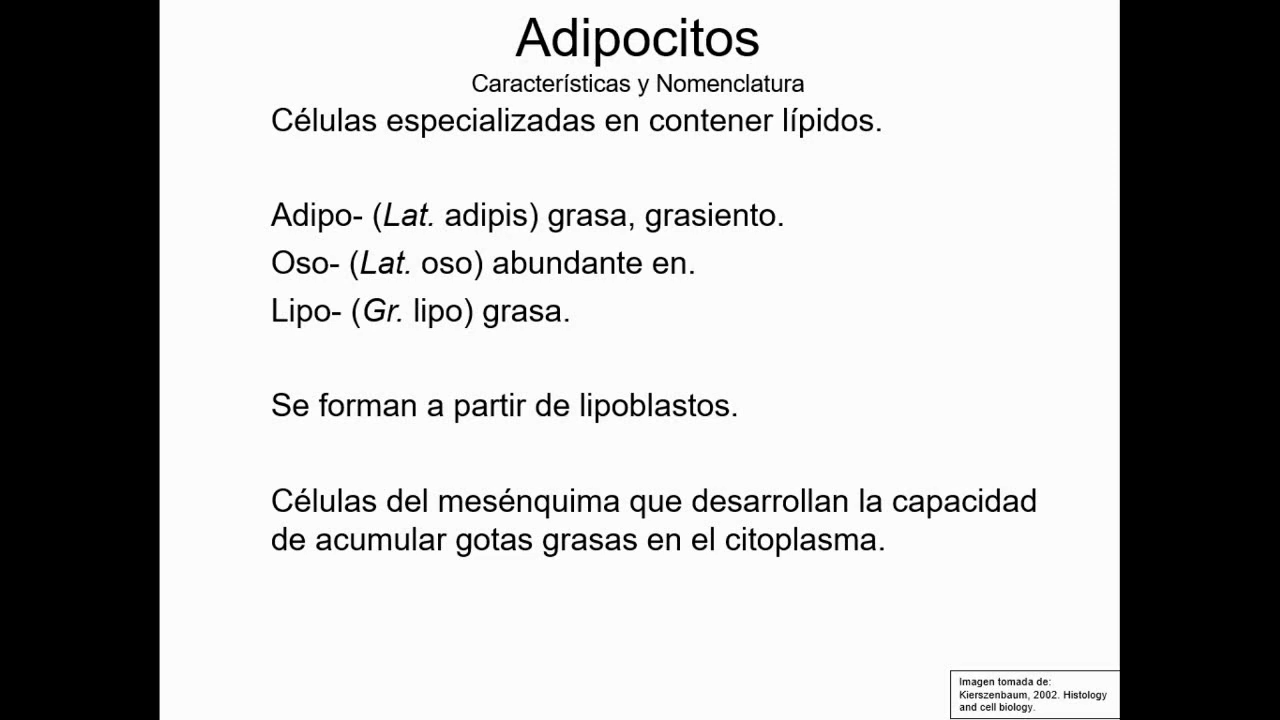 Adipocitos
Características y Nomenclatura
Células especializadas en contener lípidos.
Adipo- (Lat. adipis) grasa, grasiento.
Oso- (Lat. oso) abundante en.
Lipo- (Gr. lipo) grasa.
Se forman a partir de lipoblastos.
Células del mesénquima que desarrollan la capacidad
de acumular gotas grasas en el citoplasma.
Imagen tomada de:
Kierszenbaum, 2002. Histology
and cell biology.